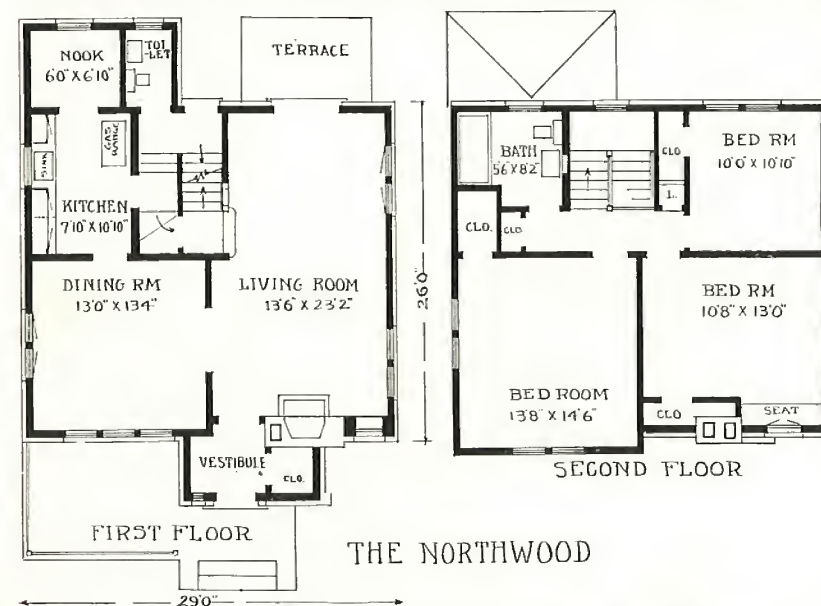 NOOK
6'0" X 6'10"
TOI
-LET
TERRACE
GAS
RANGE
SINK
KITCHEN
7'10" X 10'10"
DINING RM
13'0" X 13'4"
LIVING ROOM
13'6" X 23'2"
26'0"
VESTIBULE
CLO.
FIRST FLOOR
29'0"
BATH
5'6" X 8'2"
CLO
L.
BED RM
10'0" X 10'10"
CLO.
CLO.
BED RM
10'8" X 13'0"
BED ROOM
13'8" X 14'6"
CLO
SEAT
SECOND FLOOR
THE NORTHWOOD